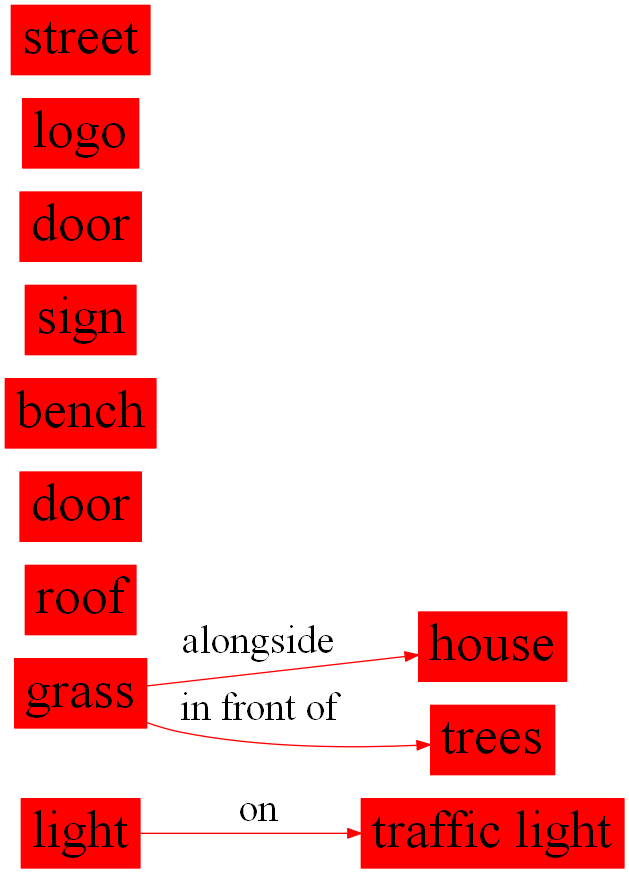 street
logo
door
sign
bench
door
roof
alongside
house
grass
in front of
trees
on
light
traffic light